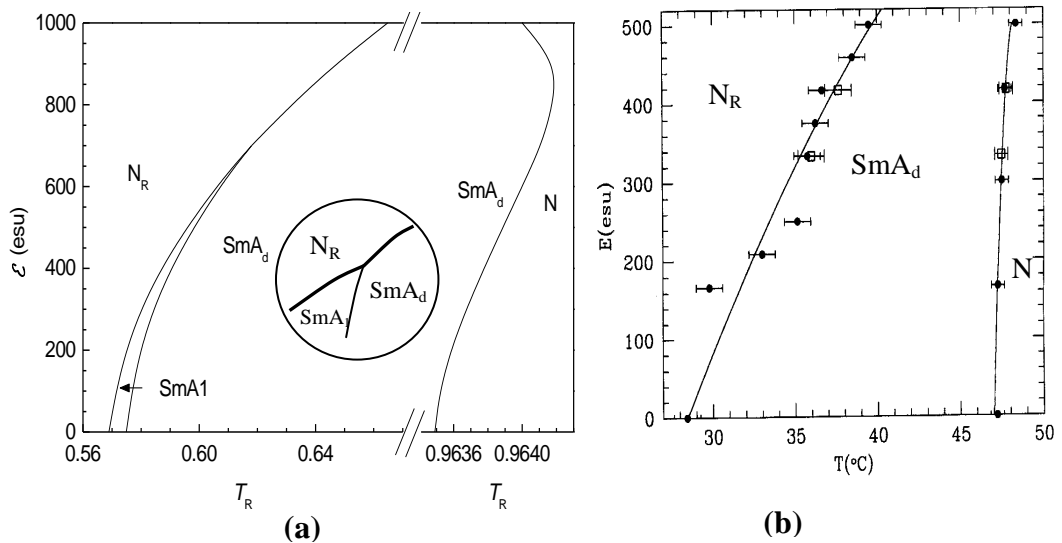 1000
800
600
400
200
0
ℰ (esu)
N_R
SmA_d
N
SmA_d
N_R
SmA_d
SmA_1
SmA1
0.56
0.60
0.64
0.9636
0.9640
T_R
T_R
(a)
500
400
300
200
100
0
E(esu)
N_R
SmA_d
N
30
35
40
45
50
T(°C)
(b)